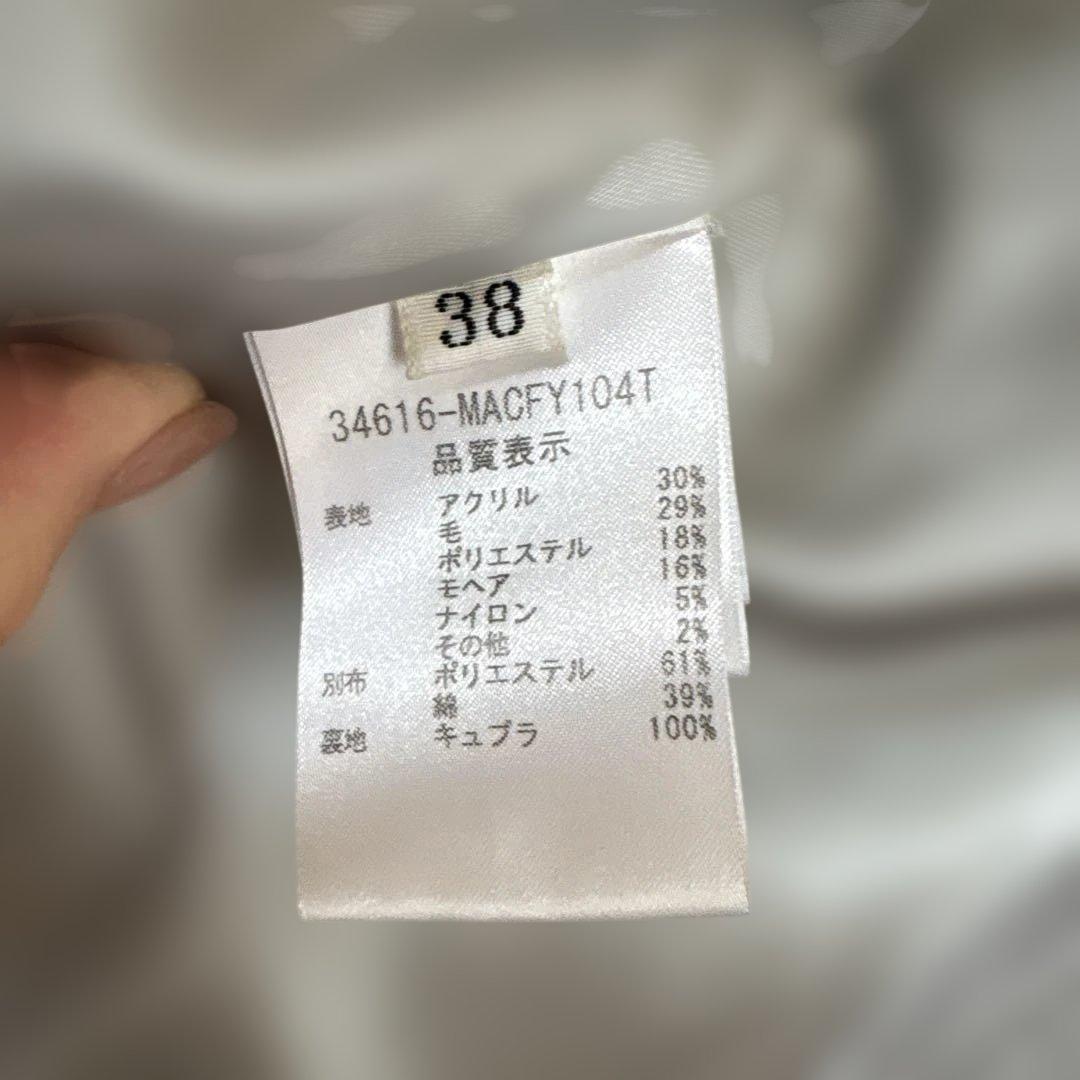 38
34616-MACFY104T
品質表示
表地 アクリル 30%
毛 29%
ポリエステル 18%
モヘア 16%
ナイロン 5%
その他 2%
別布 ポリエステル 61%
綿 39%
裏地 キュプラ 100%